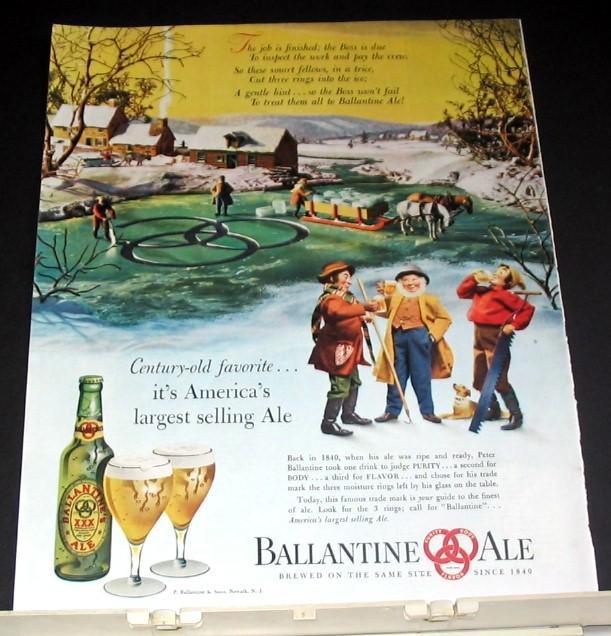 The job is finished; the Boss is due
To inspect the work and pay the crew.
So these smart fellows, in a trice,
Cut three rings into the ice;
A gentle hint... so the Boss won't fail
To treat them all to Ballantine Ale!
Century-old favorite...
it's America's
largest selling Ale
BALLANTINE'S
XXX
ALE
Back in 1840, when his ale was ripe and ready, Peter
Ballantine took one drink to judge PURITY... a second for
BODY... a third for FLAVOR... and chose for his trade
mark the three moisture rings left by his glass on the table.
Today, this famous trade mark is your guide to the finest
of ale. Look for the 3 rings; call for "Ballantine"...
America's largest selling Ale.
BALLANTINE ALE
PURITY BODY
FLAVOR
BREWED ON THE SAME SITE SINCE 1840
P. Ballantine & Sons, Newark, N. J.